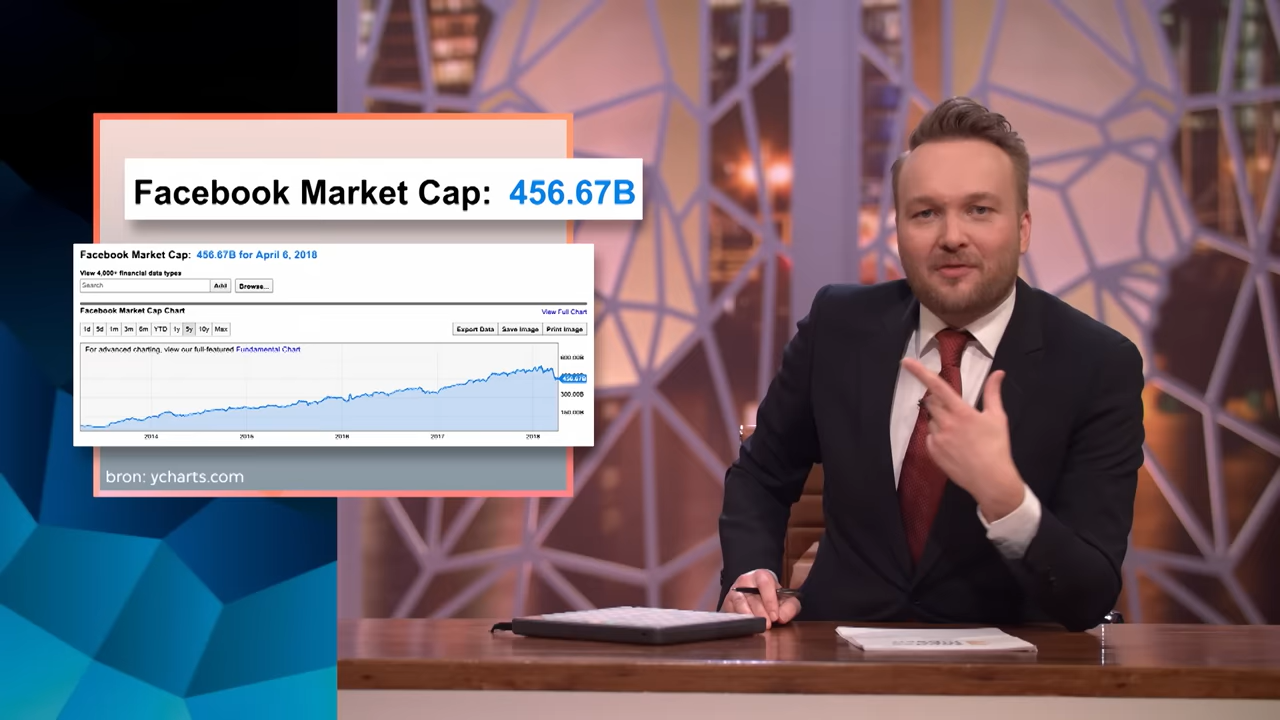 Facebook Market Cap: 456.67B
Facebook Market Cap: 456.67B for April 6, 2018
View 4,000+ financial data types
Search Add Browse...
Facebook Market Cap Chart
View Full Chart
1d 5d 1m 3m 6m YTD 1y 5y 10y Max
Export Data Save Image Print Image
For advanced charting, view our full-featured Fundamental Chart
600.00B
456.67B
300.00B
150.00B
2014 2015 2016 2017 2018
bron: ycharts.com